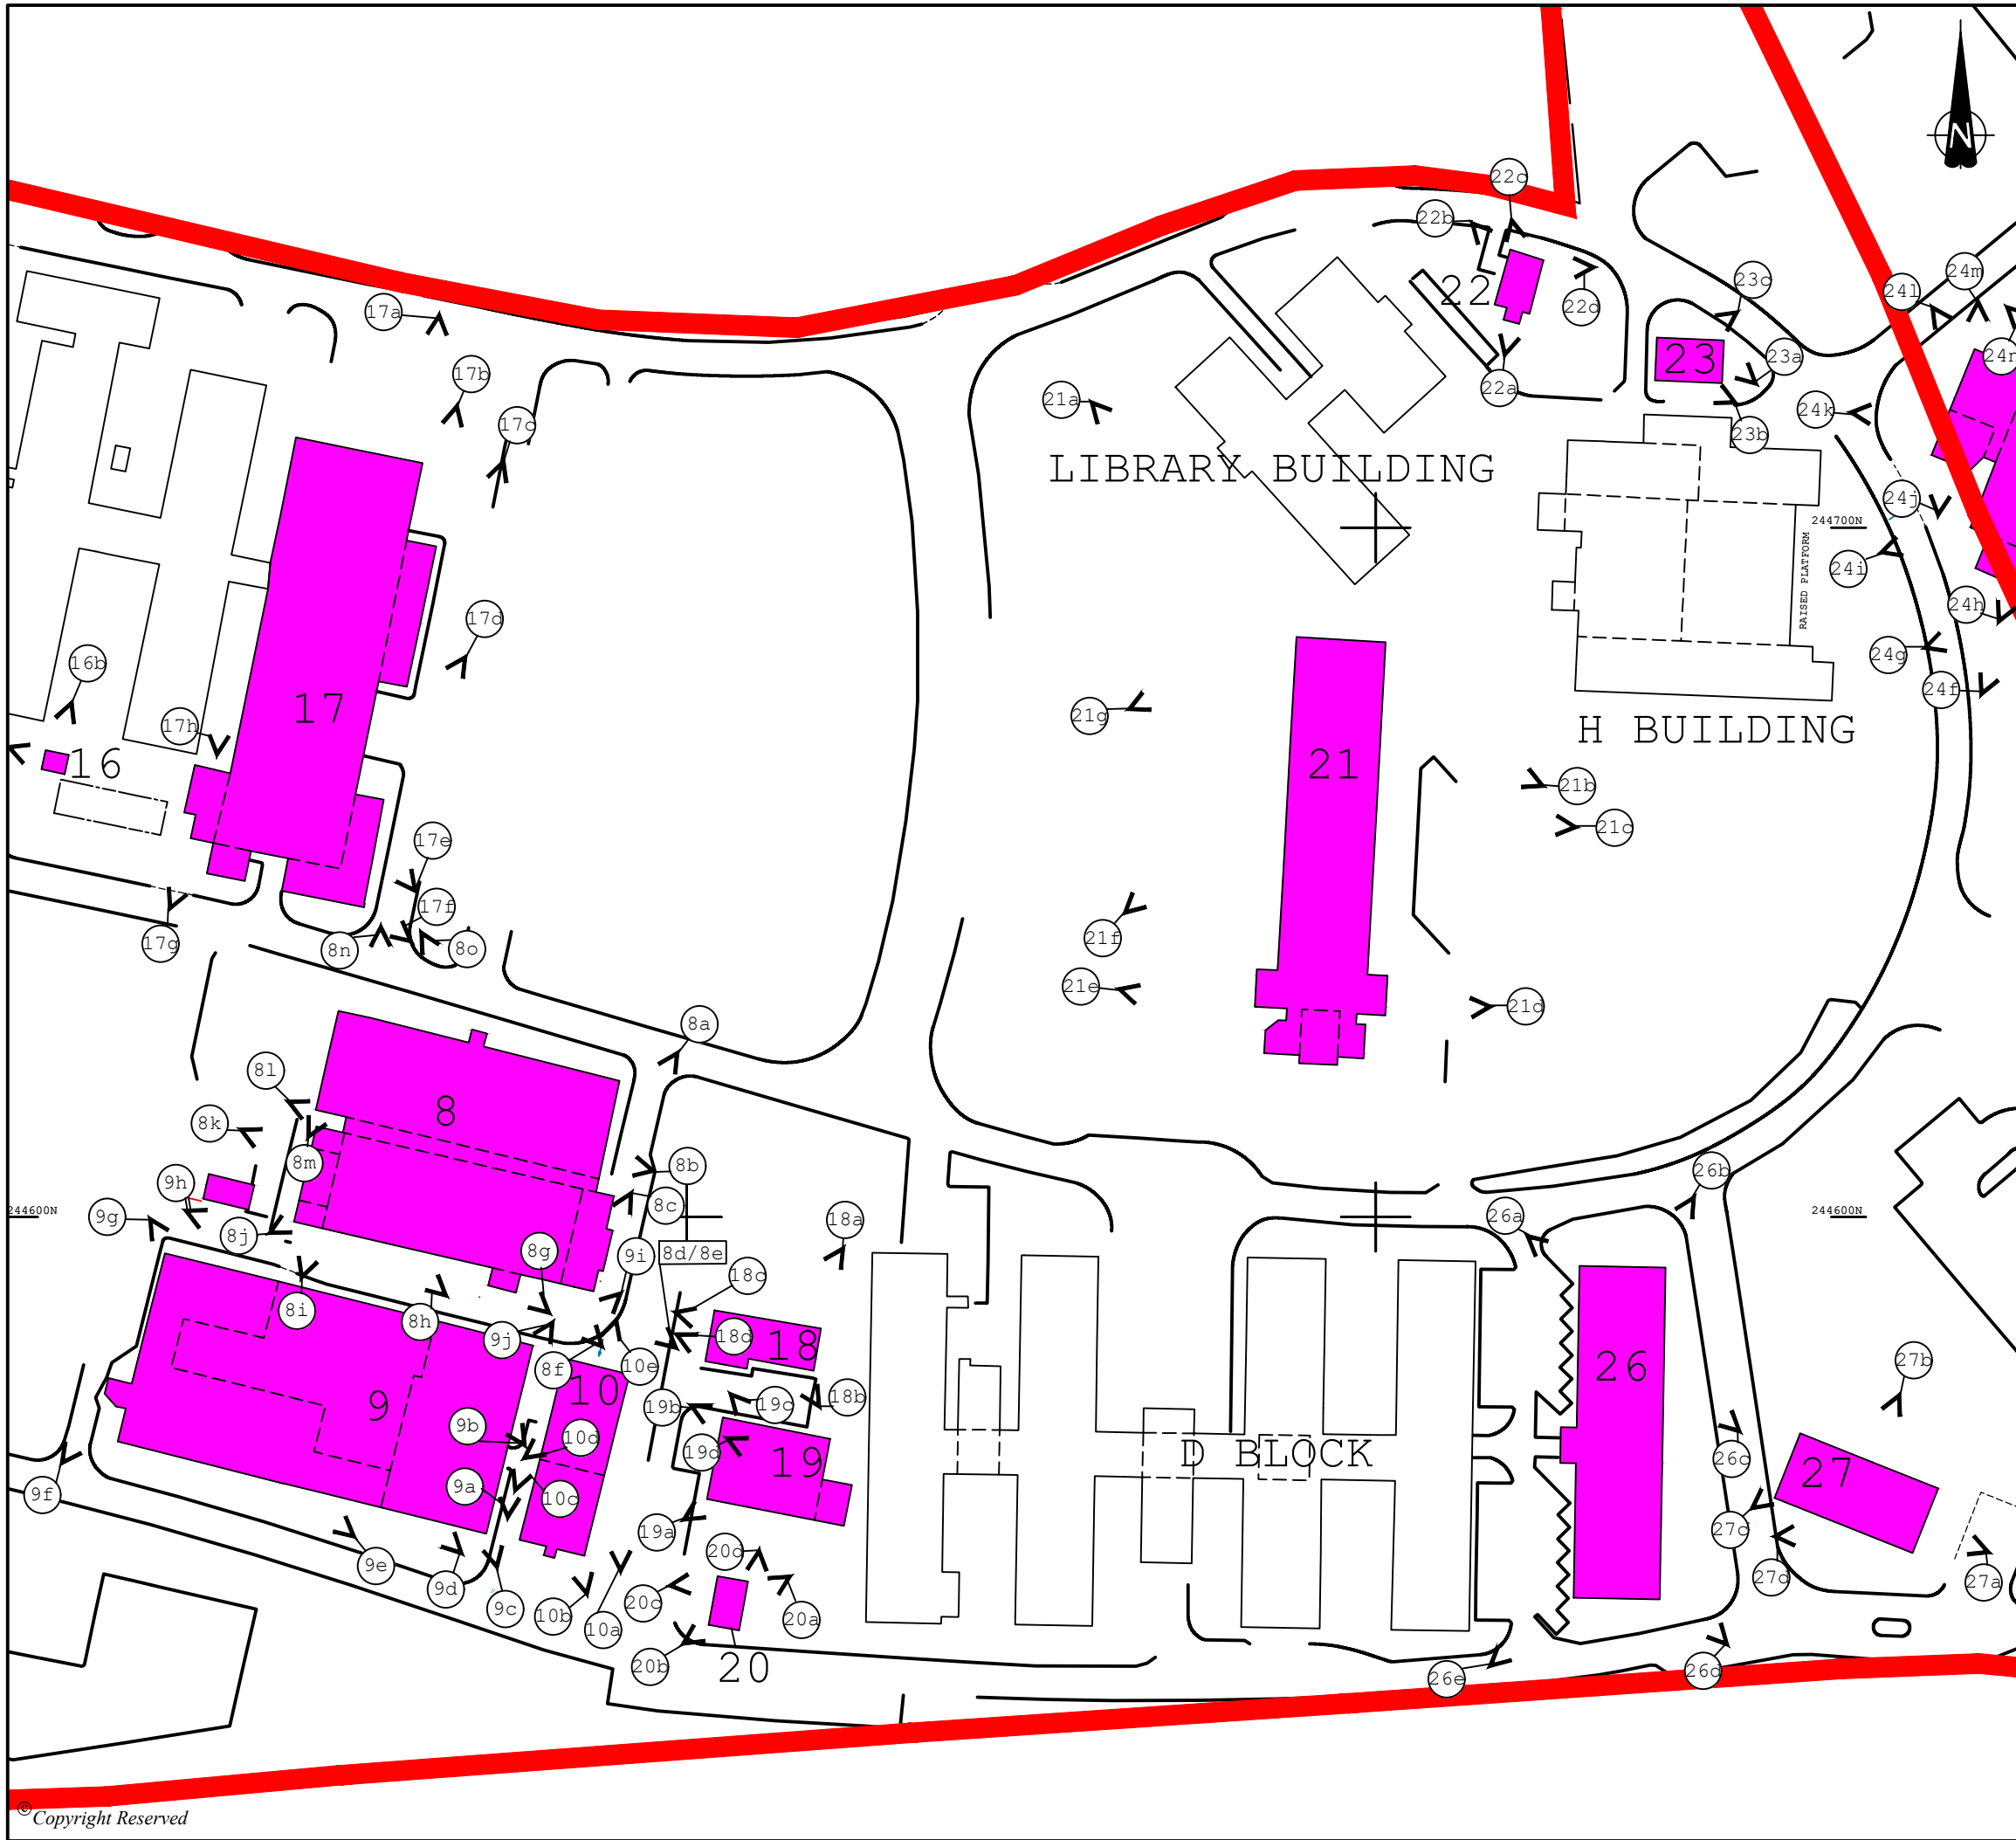 N
22c
22b
24m
23c
24l
22
22d
17a
23
23a
24n
17b
22a
21a
24k
17c
23b
LIBRARY BUILDING
24j
244700N
RAISED PLATFORM
24i
24h
17d
24g
16b
24f
17
21g
17h
H BUILDING
16
21
21b
21c
17e
17f
21f
17g
8n
8o
21e
21d
8a
8l
8
8k
8m
8b
26b
9h
8c
244600N
9g
8j
18a
26a
244600N
8g
9i
8d/8e
18c
8i
8h
9j
18d
18
8f
10e
26
27b
10
9
19b
19c
18b
9b
10d
19d
19
D BLOCK
26c
27
9a
10c
9f
27c
19a
20d
9e
9d
27d
27a
9c
10b
20c
10a
20a
20b
20
26e
26d
© Copyright Reserved